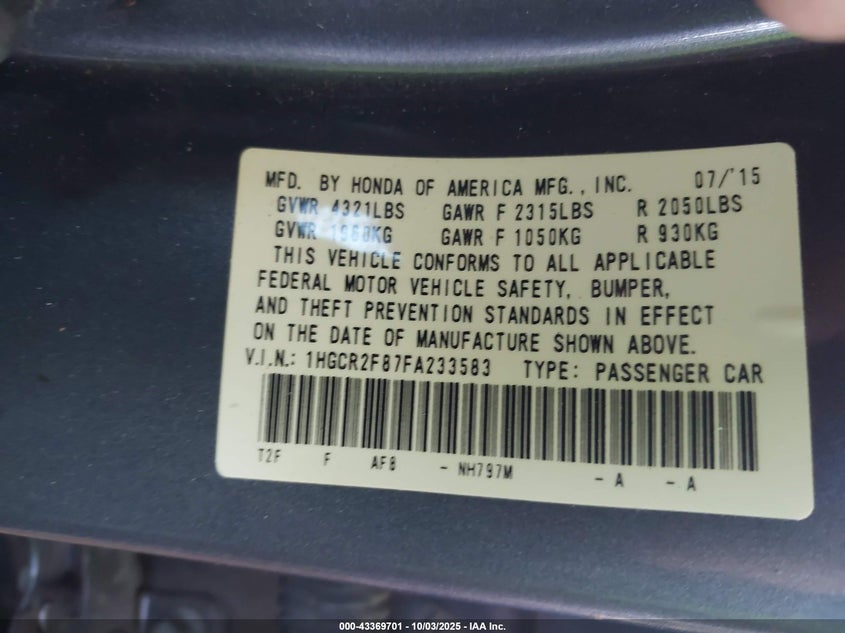 MFD. BY HONDA OF AMERICA MFG., INC. 07/'15
GVWR 4321LBS GAWR F 2315LBS R 2050LBS
GVWR 1960KG GAWR F 1050KG R 930KG
THIS VEHICLE CONFORMS TO ALL APPLICABLE
FEDERAL MOTOR VEHICLE SAFETY, BUMPER,
AND THEFT PREVENTION STANDARDS IN EFFECT
ON THE DATE OF MANUFACTURE SHOWN ABOVE.
V.I.N.: 1HGCR2F87FA233583 TYPE: PASSENGER CAR
T2F F AF8 - NH797M - A - A
000-43369701 - 10/03/2025 - IAA Inc.